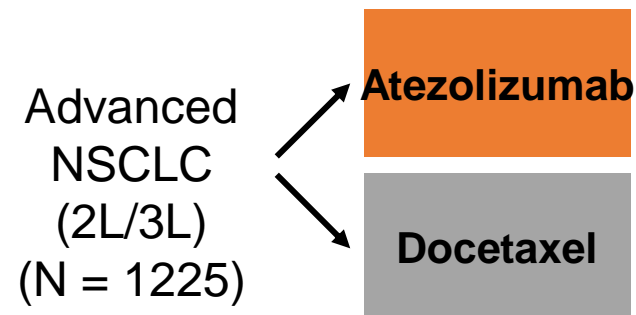 Advanced
NSCLC
(2L/3L)
(N = 1225)
Atezolizumab
Docetaxel